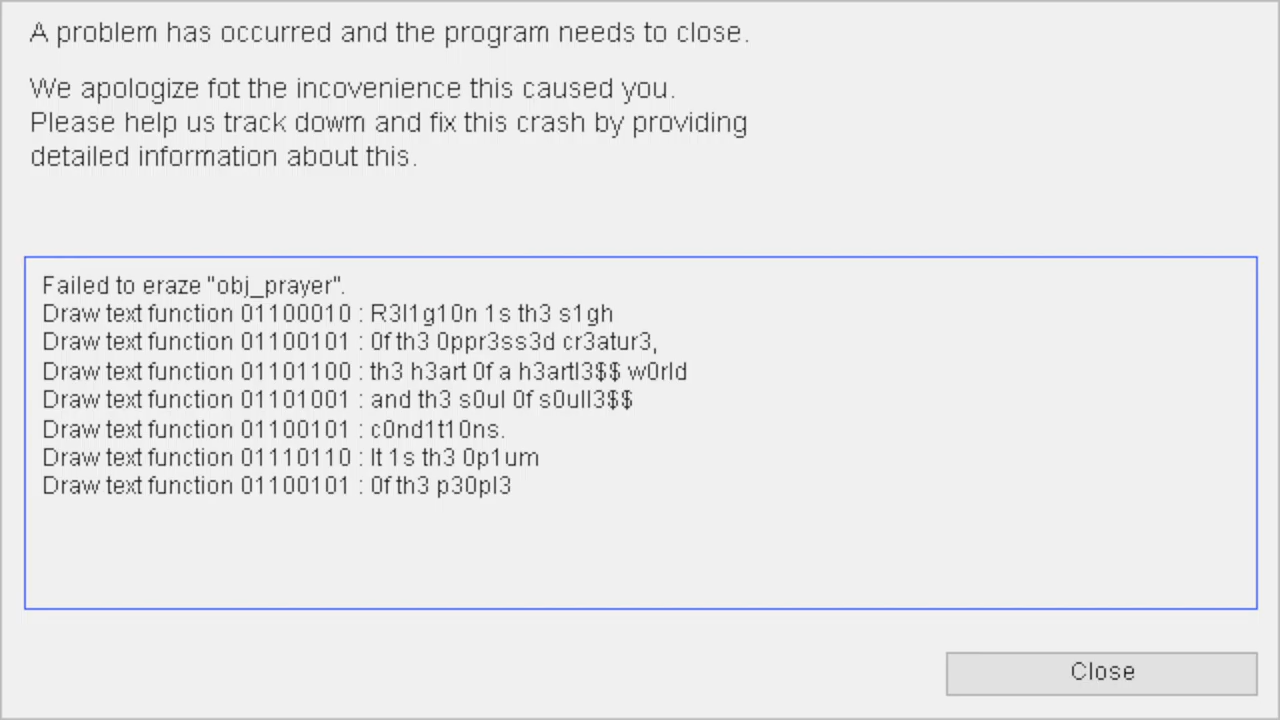 A problem has occurred and the program needs to close.
We apologize fot the incovenience this caused you.
Please help us track dowm and fix this crash by providing
detailed information about this.
Failed to eraze "obj_prayer".
Draw text function 01100010 : R3l1g10n 1s th3 s1gh
Draw text function 01100101 : 0f th3 0ppr3ss3d cr3atur3,
Draw text function 01101100 : th3 h3art 0f a h3artl3$$ w0rld
Draw text function 01101001 : and th3 s0ul 0f s0ull3$$
Draw text function 01100101 : c0nd1t10ns.
Draw text function 01110110 : It 1s th3 0p1um
Draw text function 01100101 : 0f th3 p30pl3
Close